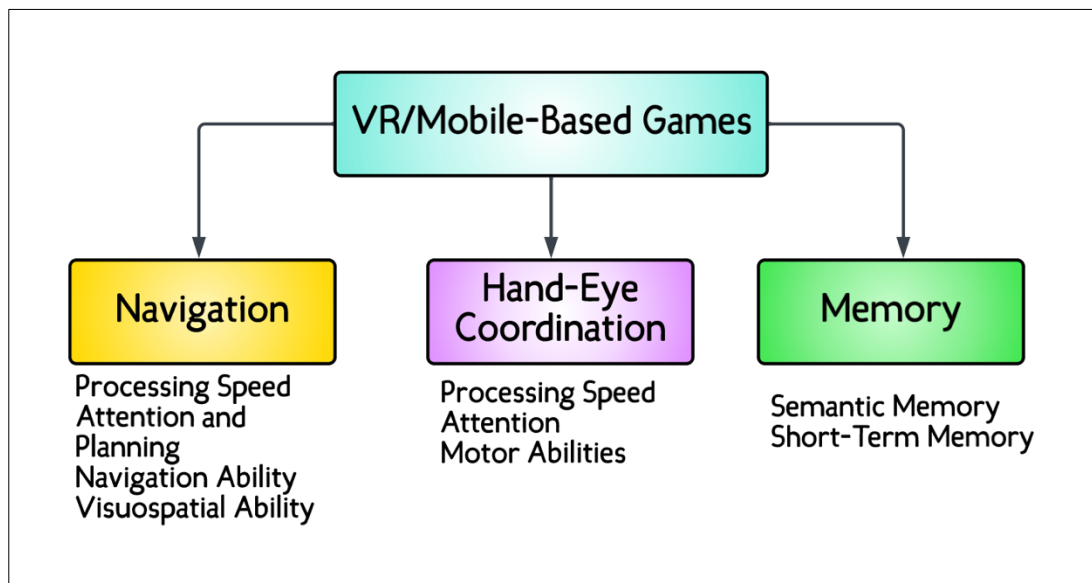 VR/Mobile-Based Games
Navigation
Processing Speed
Attention and
Planning
Navigation Ability
Visuospatial Ability
Hand-Eye
Coordination
Processing Speed
Attention
Motor Abilities
Memory
Semantic Memory
Short-Term Memory